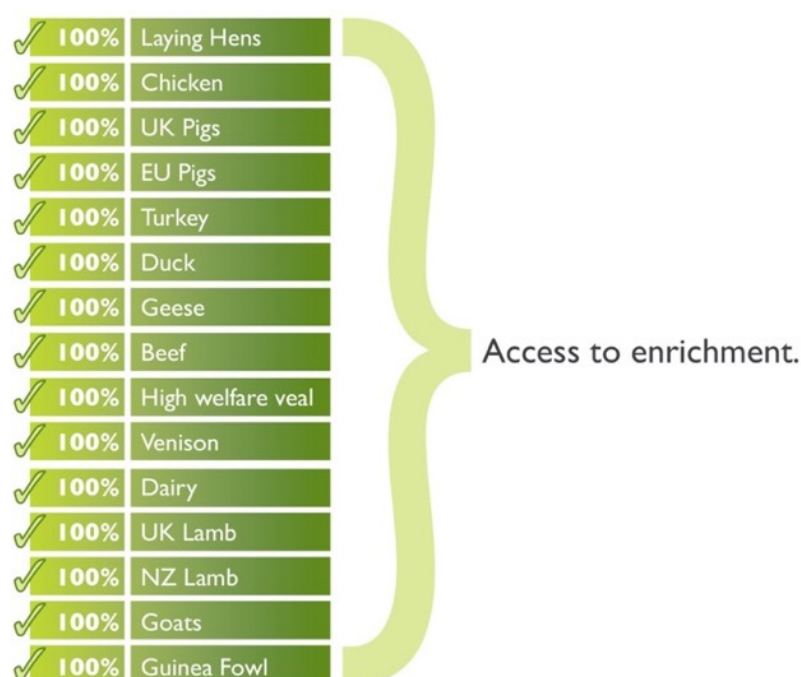 100% Laying Hens
100% Chicken
100% UK Pigs
100% EU Pigs
100% Turkey
100% Duck
100% Geese
100% Beef
Access to enrichment.
100% High welfare veal
100% Venison
100% Dairy
100% UK Lamb
100% NZ Lamb
100% Goats
100% Guinea Fowl